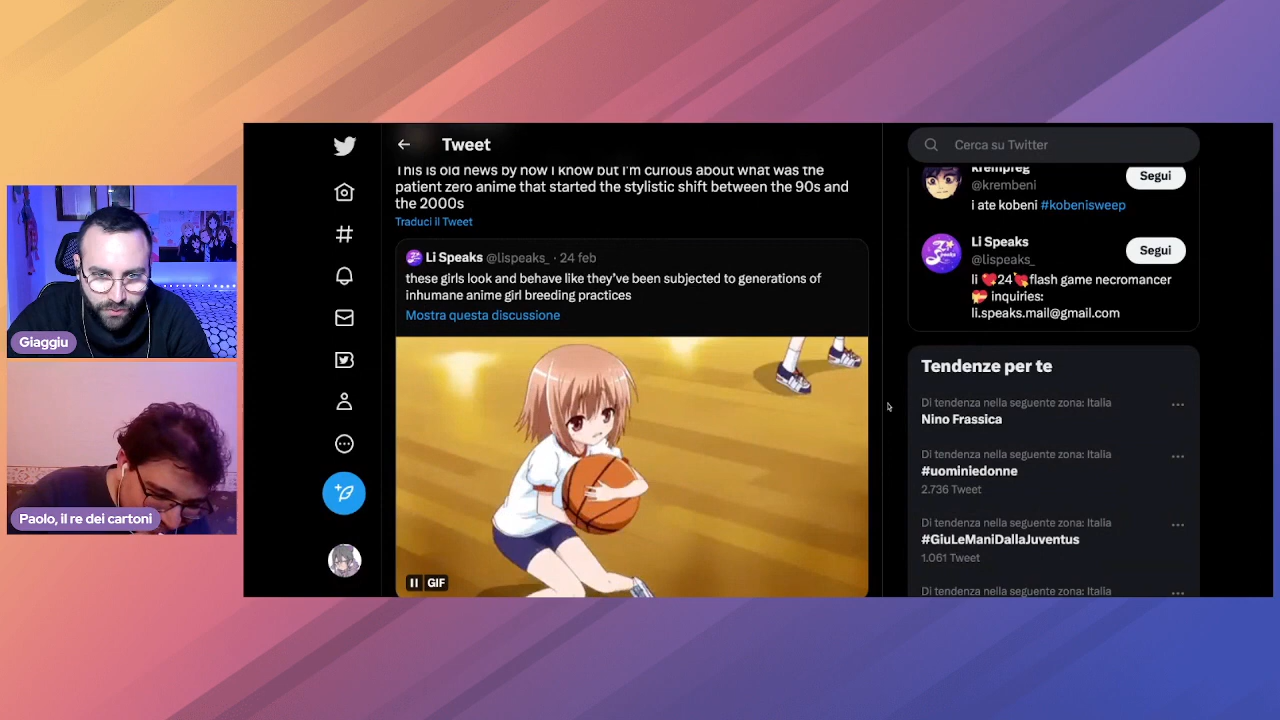 Giaggiu
Paolo, il re dei cartoni
Tweet
This is old news by now I know but I'm curious about what was the
patient zero anime that started the stylistic shift between the 90s and
the 2000s
Traduci il Tweet
Li Speaks @lispeaks_ · 24 feb
these girls look and behave like they've been subjected to generations of
inhumane anime girl breeding practices
Mostra questa discussione
GIF
Cerca su Twitter
krempreg
@krembeni
Segui
i ate kobeni #kobenisweep
Li Speaks
@lispeaks_
Segui
li 💘24💘flash game necromancer
💝 inquiries:
li.speaks.mail@gmail.com
Tendenze per te
Di tendenza nella seguente zona: Italia
Nino Frassica
Di tendenza nella seguente zona: Italia
#uominiedonne
2.736 Tweet
Di tendenza nella seguente zona: Italia
#GiuLeManiDallaJuventus
1.061 Tweet
Di tendenza nella seguente zona: Italia